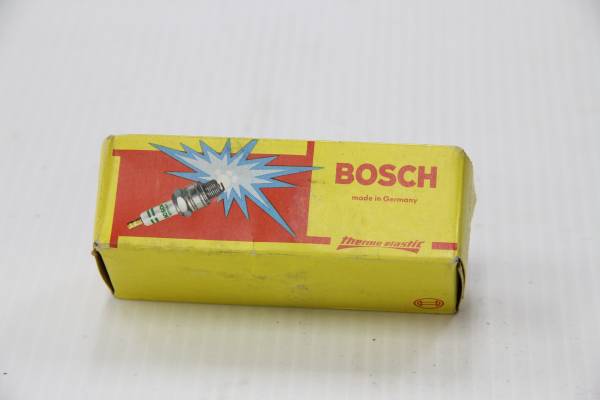 BOSCH
made in Germany
thermo elastic